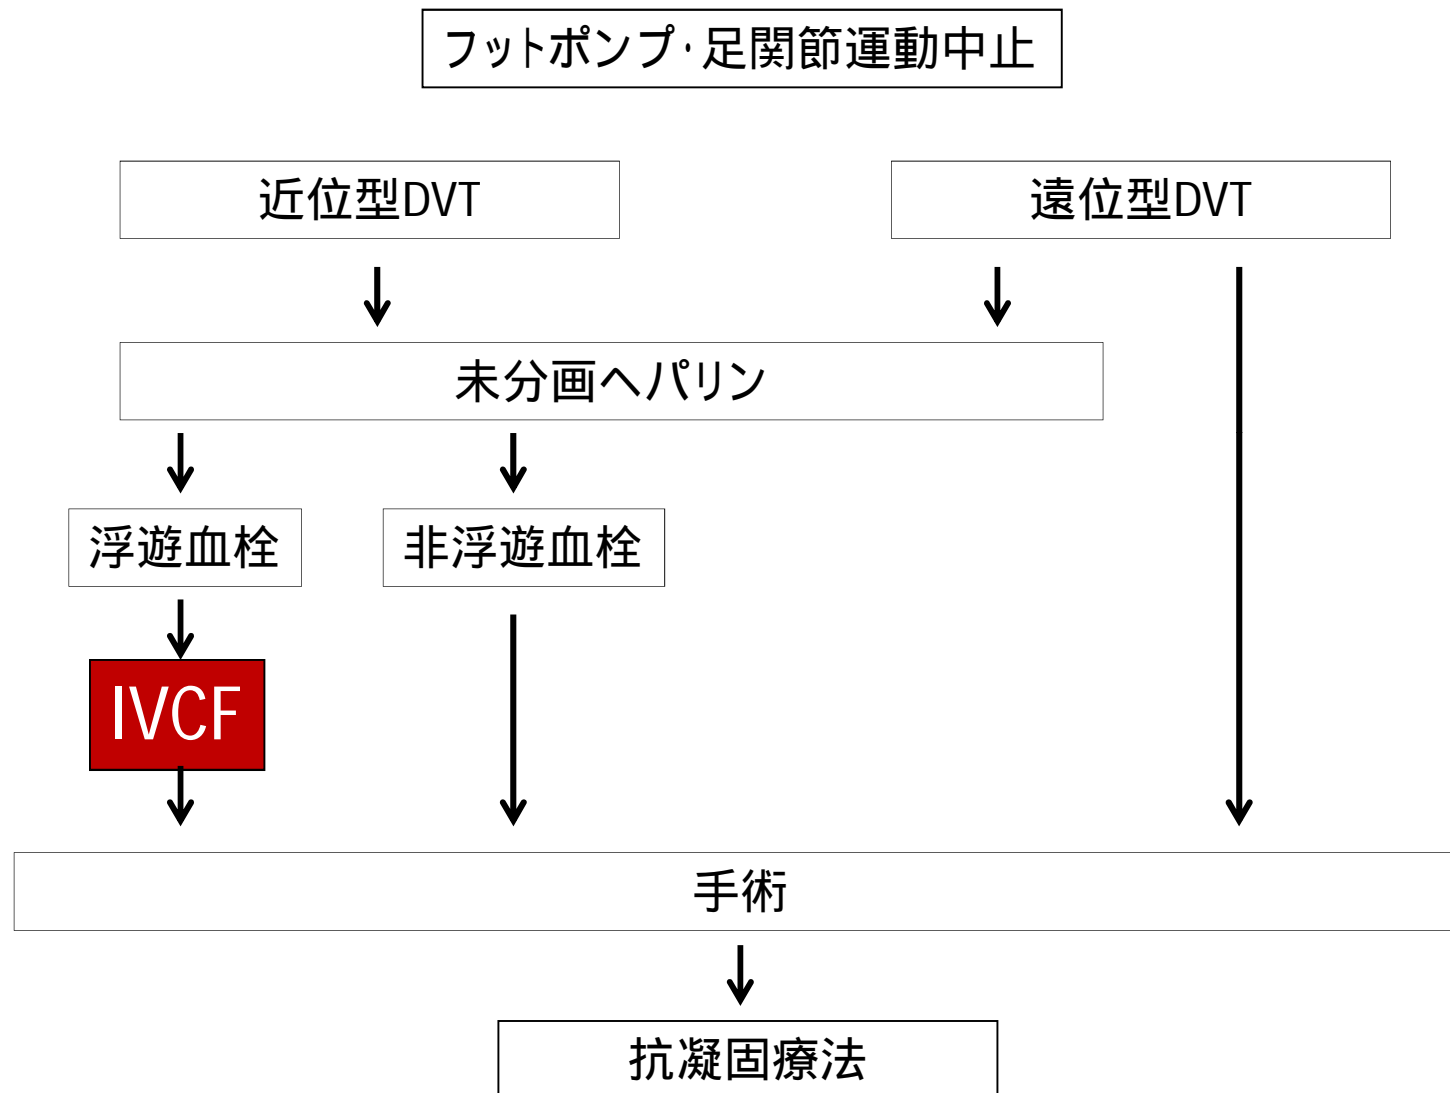 フットポンプ・足関節運動中止
近位型DVT
遠位型DVT
未分画ヘパリン
浮遊血栓
非浮遊血栓
IVCF
手術
抗凝固療法